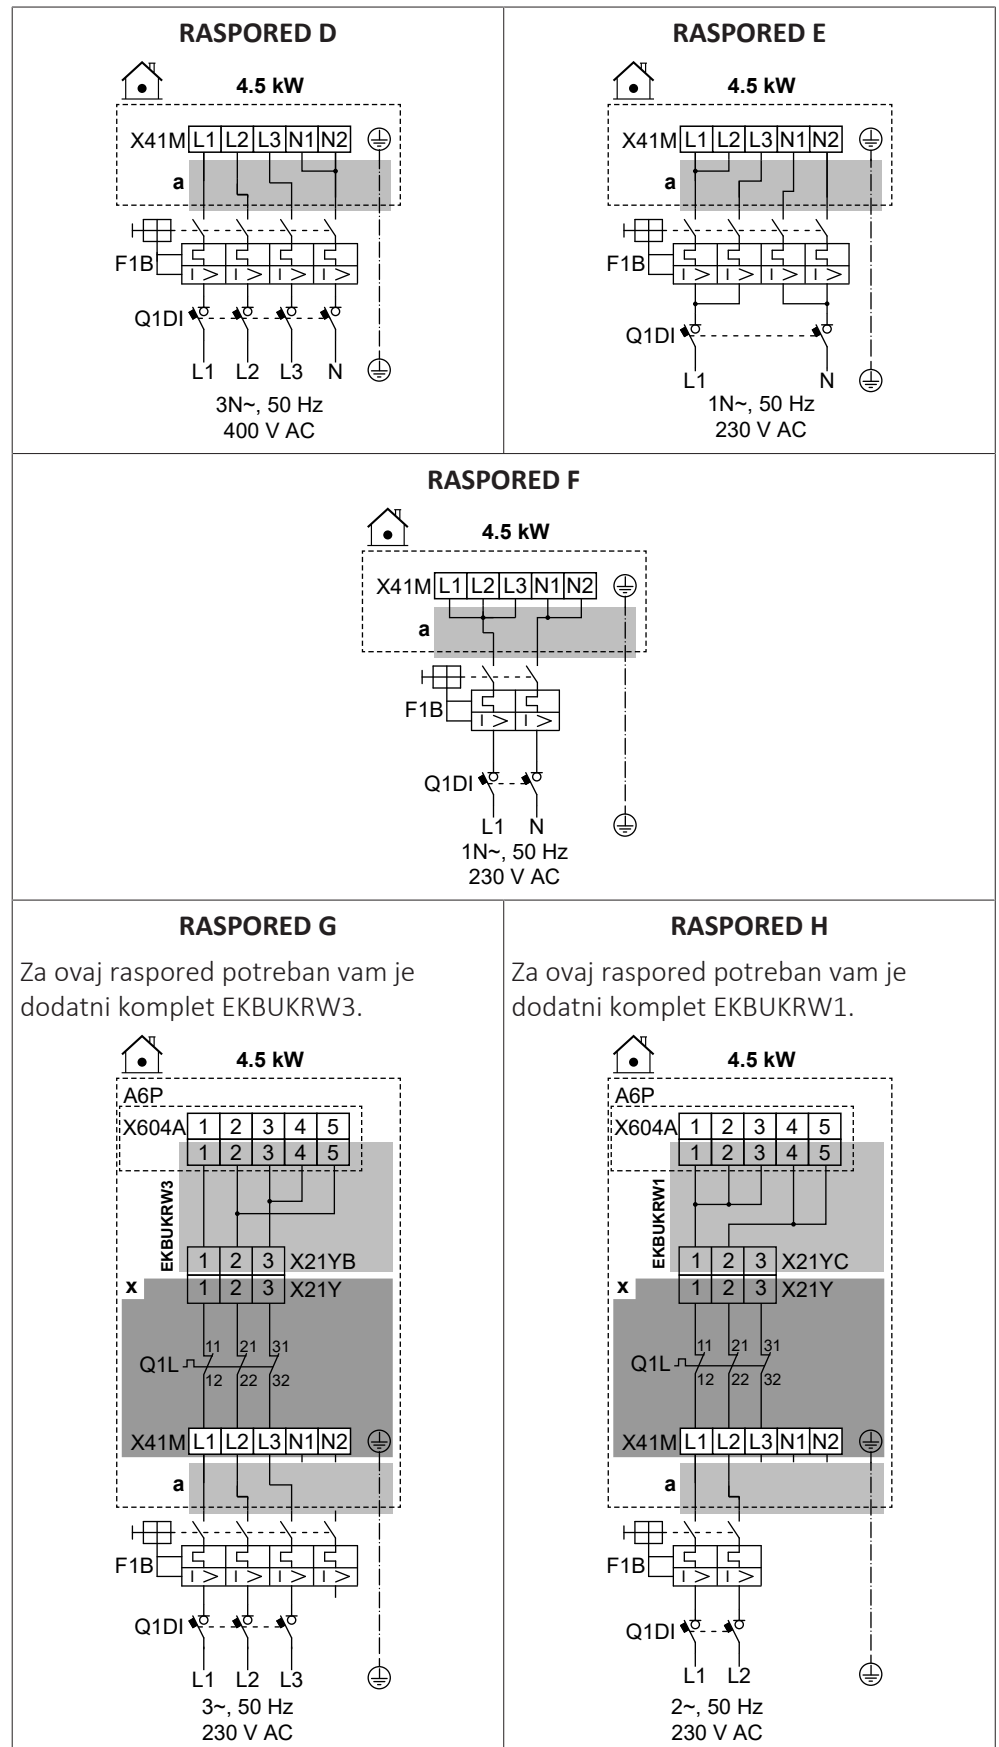 RASPORED D
4.5 kW
X41M L1 L2 L3 N1 N2
a
F1B
I > I > I > I >
Q1DI
L1 L2 L3 N
3N~, 50 Hz
400 V AC
RASPORED E
4.5 kW
X41M L1 L2 L3 N1 N2
a
F1B
I > I > I > I >
Q1DI
L1 N
1N~, 50 Hz
230 V AC
RASPORED F
4.5 kW
X41M L1 L2 L3 N1 N2
a
F1B
I > I >
Q1DI
L1 N
1N~, 50 Hz
230 V AC
RASPORED G
Za ovaj raspored potreban vam je
dodatni komplet EKBUKRW3.
4.5 kW
A6P
X604A 1 2 3 4 5
1 2 3 4 5
EKBUKRW3
1 2 3 X21YB
x
1 2 3 X21Y
11 21 31
Q1L
12 22 32
X41M L1 L2 L3 N1 N2
a
F1B
I > I > I > I >
Q1DI
L1 L2 L3
3~, 50 Hz
230 V AC
RASPORED H
Za ovaj raspored potreban vam je
dodatni komplet EKBUKRW1.
4.5 kW
A6P
X604A 1 2 3 4 5
1 2 3 4 5
EKBUKRW1
1 2 3 X21YC
x
1 2 3 X21Y
11 21 31
Q1L
12 22 32
X41M L1 L2 L3 N1 N2
a
F1B
I > I >
Q1DI
L1 L2
2~, 50 Hz
230 V AC